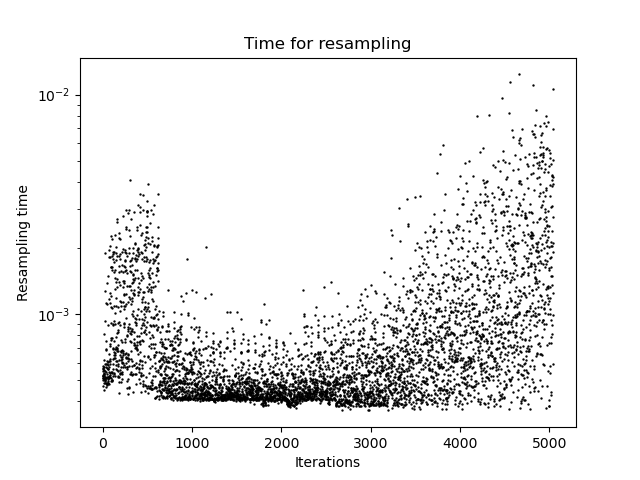 Time for resampling
10⁻²
10⁻³
Resampling time
0 1000 2000 3000 4000 5000
Iterations